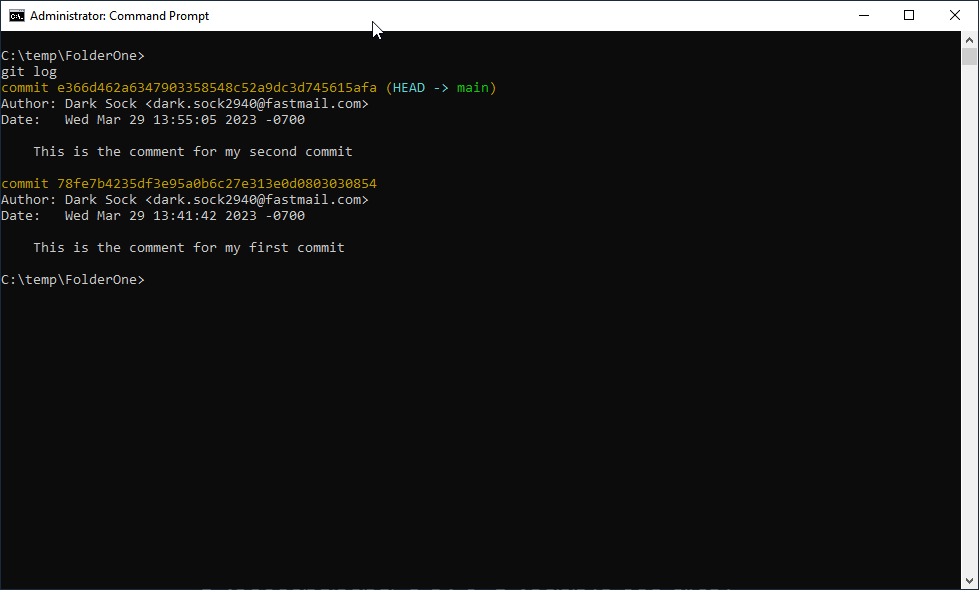 Administrator: Command Prompt
C:\temp\FolderOne>
git log
commit e366d462a6347903358548c52a9dc3d745615afa (HEAD -> main)
Author: Dark Sock <dark.sock2940@fastmail.com>
Date:   Wed Mar 29 13:55:05 2023 -0700
    This is the comment for my second commit
commit 78fe7b4235df3e95a0b6c27e313e0d0803030854
Author: Dark Sock <dark.sock2940@fastmail.com>
Date:   Wed Mar 29 13:41:42 2023 -0700
    This is the comment for my first commit
C:\temp\FolderOne>